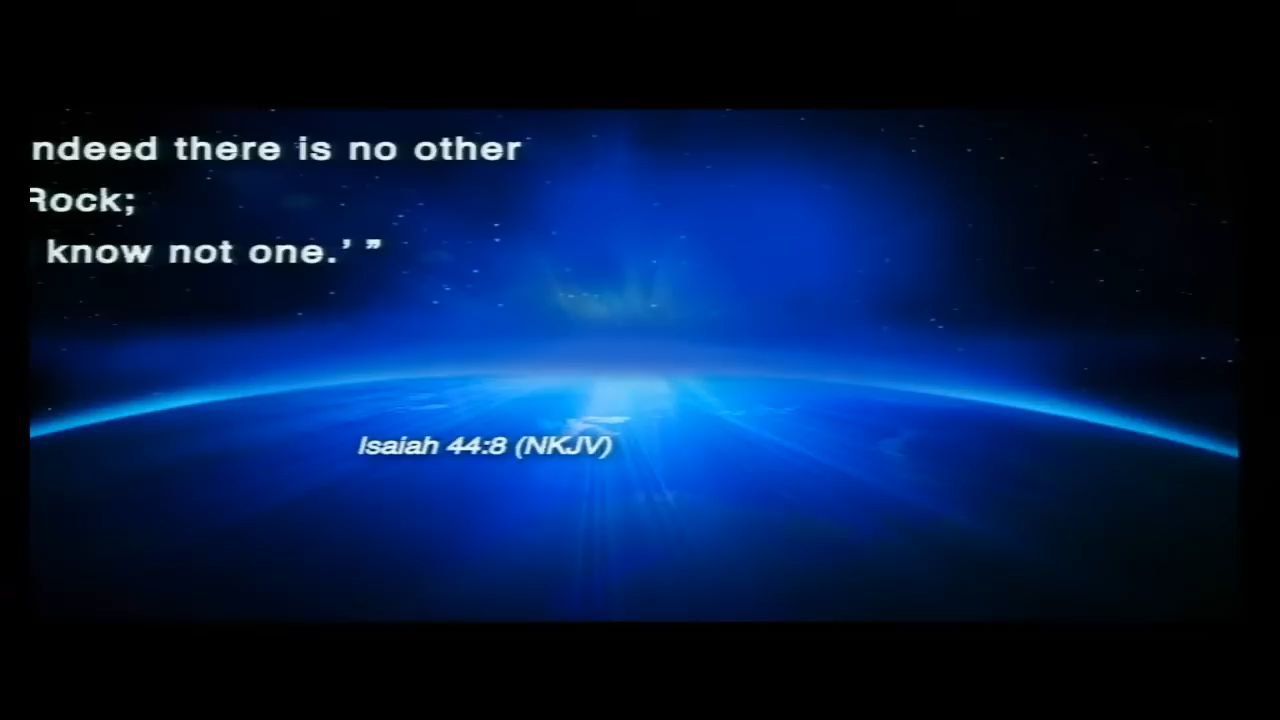 ndeed there is no other
Rock;
know not one.’ ”
Isaiah 44:8 (NKJV)